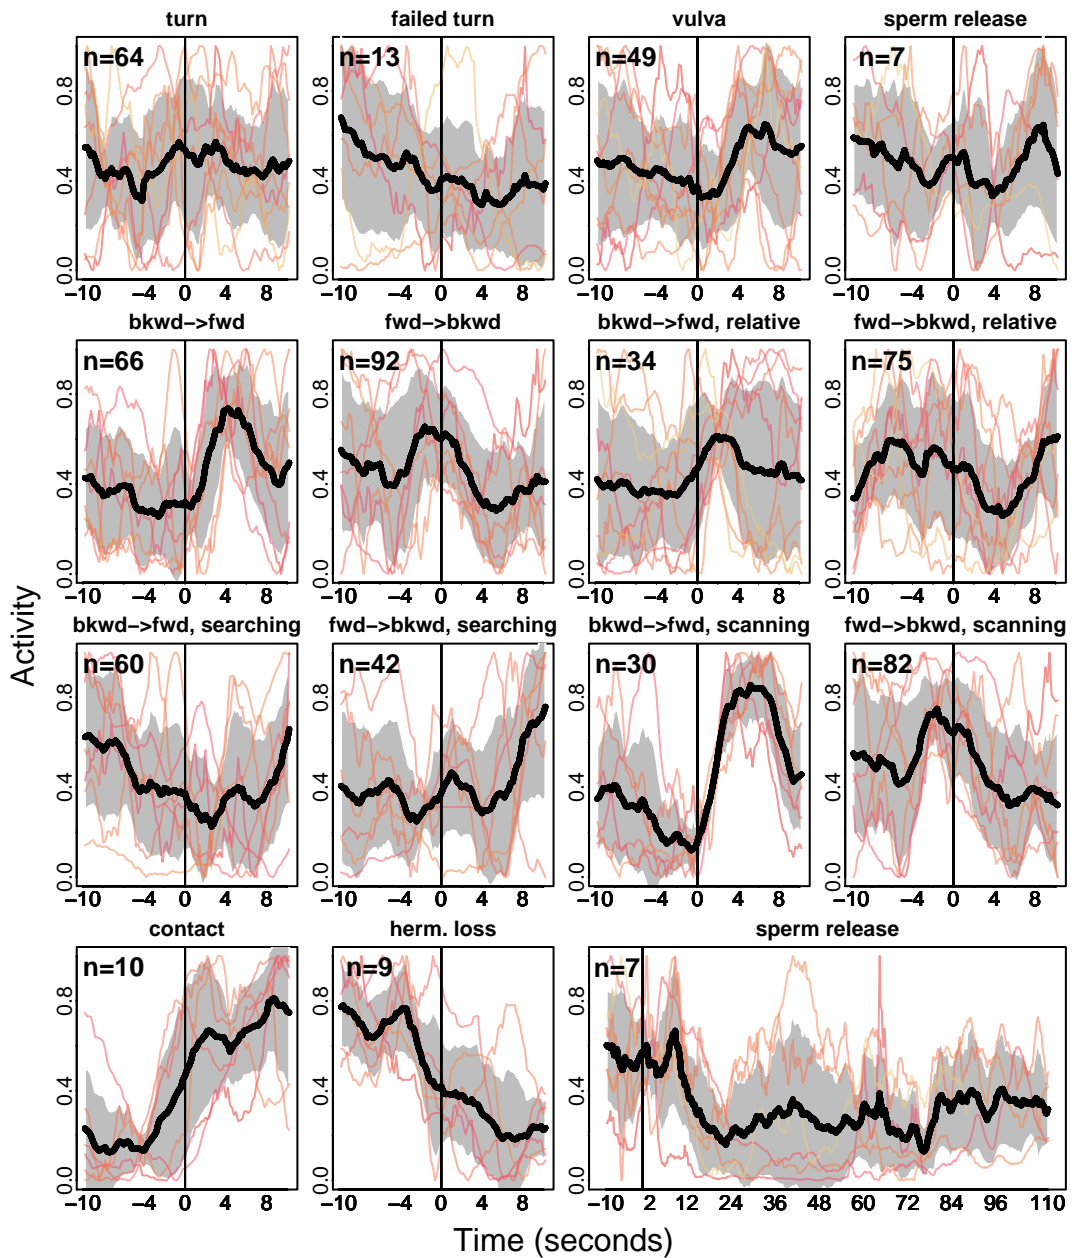 turn failed turn vulva sperm release
n=64 n=13 n=49 n=7
0.0 0.4 0.8 0.0 0.4 0.8 0.0 0.4 0.8 0.0 0.4 0.8
−10 −4 0 4 8 −10 −4 0 4 8 −10 −4 0 4 8 −10 −4 0 4 8
bkwd−>fwd fwd−>bkwd bkwd−>fwd, relative fwd−>bkwd, relative
n=66 n=92 n=34 n=75
0.0 0.4 0.8 0.0 0.4 0.8 0.0 0.4 0.8 0.0 0.4 0.8
−10 −4 0 4 8 −10 −4 0 4 8 −10 −4 0 4 8 −10 −4 0 4 8
bkwd−>fwd, searching fwd−>bkwd, searching bkwd−>fwd, scanning fwd−>bkwd, scanning
n=60 n=42 n=30 n=82
0.0 0.4 0.8 0.0 0.4 0.8 0.0 0.4 0.8 0.0 0.4 0.8
−10 −4 0 4 8 −10 −4 0 4 8 −10 −4 0 4 8 −10 −4 0 4 8
contact herm. loss sperm release
n=10 n=9 n=7
0.0 0.4 0.8 0.0 0.4 0.8 0.0 0.4 0.8
−10 −4 0 4 8 −10 −4 0 4 8 −10 2 12 24 36 48 60 72 84 96 110
Activity
Time (seconds)